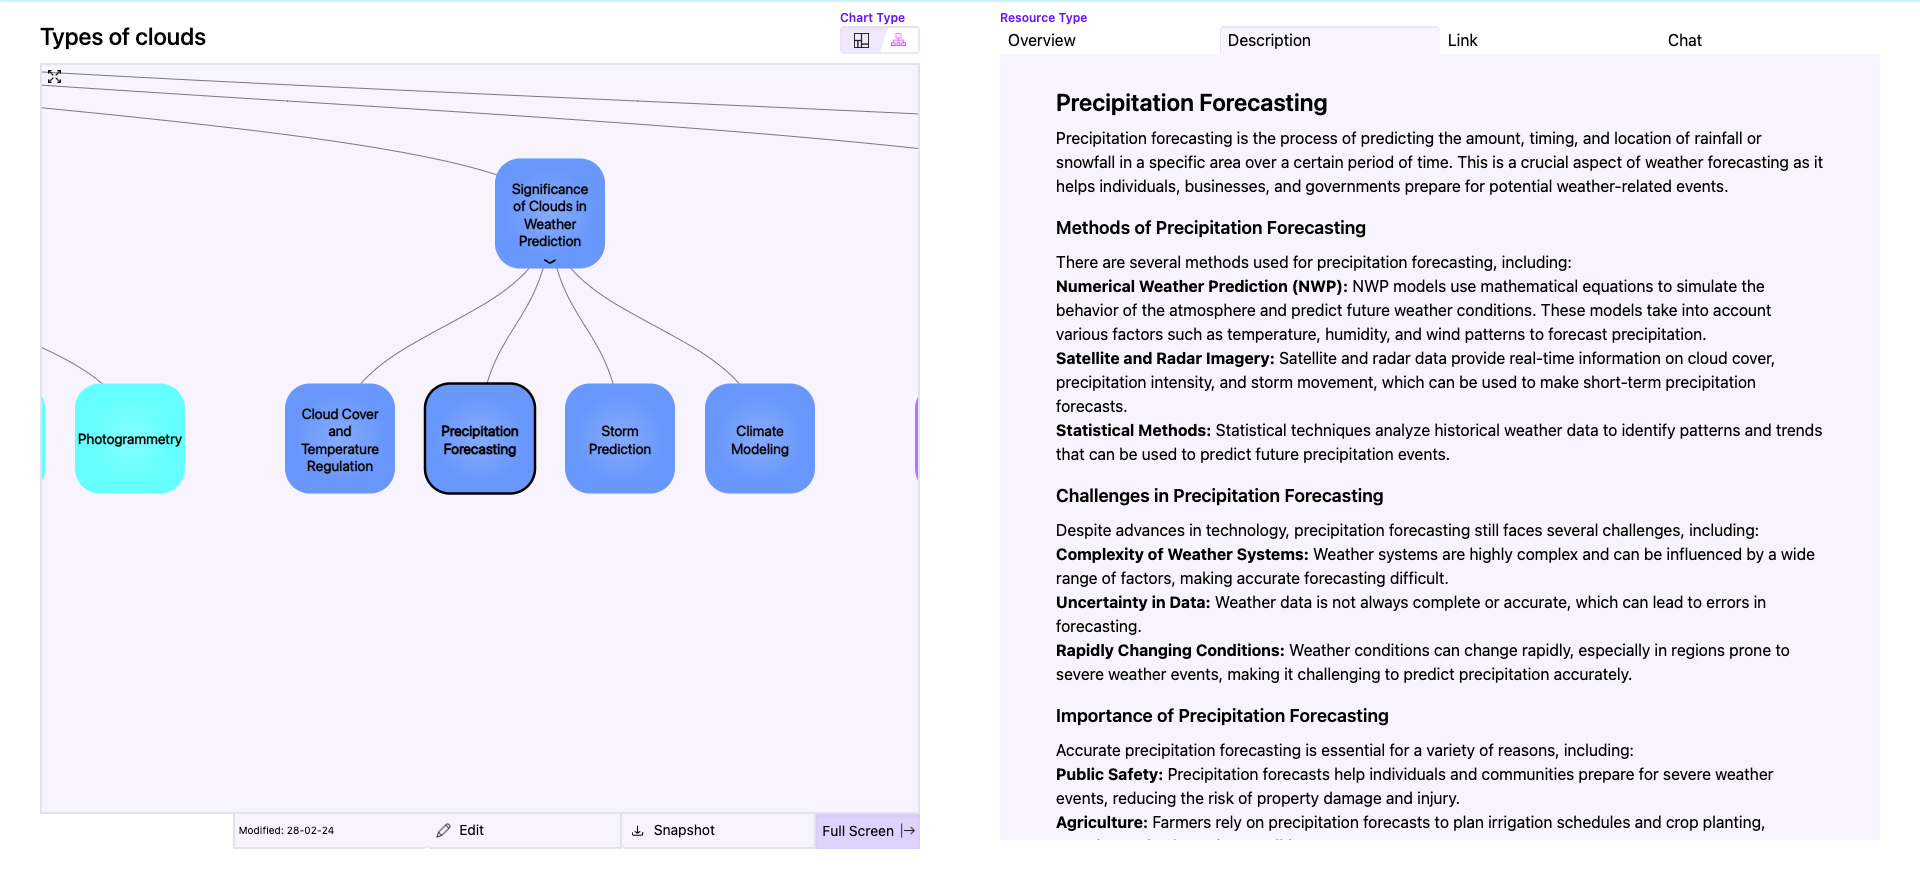 Types of clouds
Chart Type
Significance
of Clouds in
Weather
Prediction
Photogrammetry
Cloud Cover
and
Temperature
Regulation
Precipitation
Forecasting
Storm
Prediction
Climate
Modeling
Modified: 28-02-24
Edit
Snapshot
Full Screen
Resource Type
Overview
Description
Link
Chat
Precipitation Forecasting
Precipitation forecasting is the process of predicting the amount, timing, and location of rainfall or
snowfall in a specific area over a certain period of time. This is a crucial aspect of weather forecasting as it
helps individuals, businesses, and governments prepare for potential weather-related events.
Methods of Precipitation Forecasting
There are several methods used for precipitation forecasting, including:
Numerical Weather Prediction (NWP): NWP models use mathematical equations to simulate the
behavior of the atmosphere and predict future weather conditions. These models take into account
various factors such as temperature, humidity, and wind patterns to forecast precipitation.
Satellite and Radar Imagery: Satellite and radar data provide real-time information on cloud cover,
precipitation intensity, and storm movement, which can be used to make short-term precipitation
forecasts.
Statistical Methods: Statistical techniques analyze historical weather data to identify patterns and trends
that can be used to predict future precipitation events.
Challenges in Precipitation Forecasting
Despite advances in technology, precipitation forecasting still faces several challenges, including:
Complexity of Weather Systems: Weather systems are highly complex and can be influenced by a wide
range of factors, making accurate forecasting difficult.
Uncertainty in Data: Weather data is not always complete or accurate, which can lead to errors in
forecasting.
Rapidly Changing Conditions: Weather conditions can change rapidly, especially in regions prone to
severe weather events, making it challenging to predict precipitation accurately.
Importance of Precipitation Forecasting
Accurate precipitation forecasting is essential for a variety of reasons, including:
Public Safety: Precipitation forecasts help individuals and communities prepare for severe weather
events, reducing the risk of property damage and injury.
Agriculture: Farmers rely on precipitation forecasts to plan irrigation schedules and crop planting,